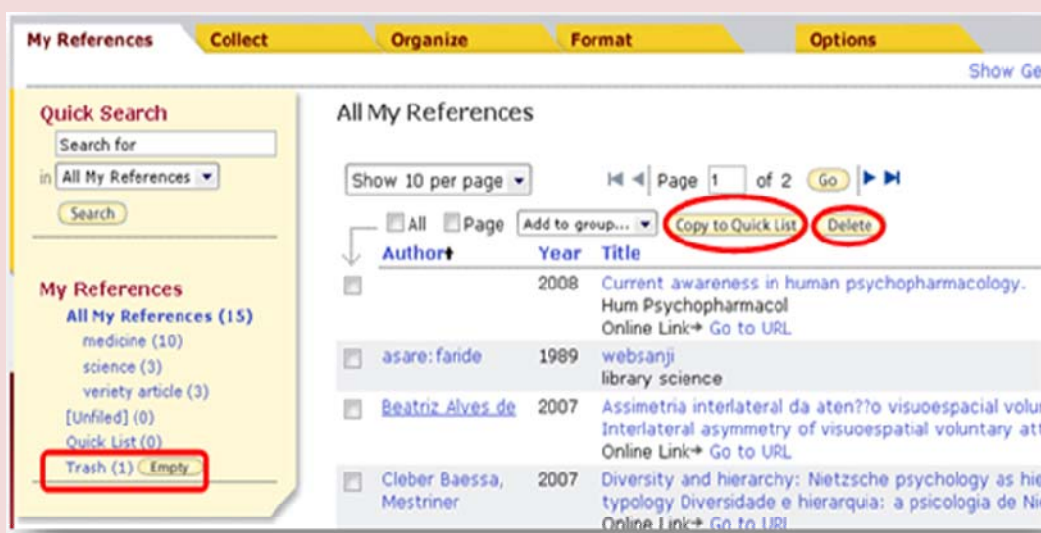 My References Collect Organize Format Options
Show Ge
Quick Search
Search for
in All My References
Search
My References
All My References (15)
medicine (10)
science (3)
veriety article (3)
[Unfiled] (0)
Quick List (0)
Trash (1) Empty
All My References
Show 10 per page Page 1 of 2 Go
All Page Add to group... Copy to Quick List Delete
Author Year Title
2008 Current awareness in human psychopharmacology.
Hum Psychopharmacol
Online Link→ Go to URL
asare:faride 1989 websanji
library science
Beatriz Alves de 2007 Assimetria interlateral da aten??o visuoespacial volu
Interlateral asymmetry of visuospatial voluntary att
Online Link→ Go to URL
Cleber Baessa, 2007 Diversity and hierarchy: Nietzsche psychology as hie
Mestriner typology Diversidade e hierarquia: a psicologia de Ni
Online Link→ Go to URL